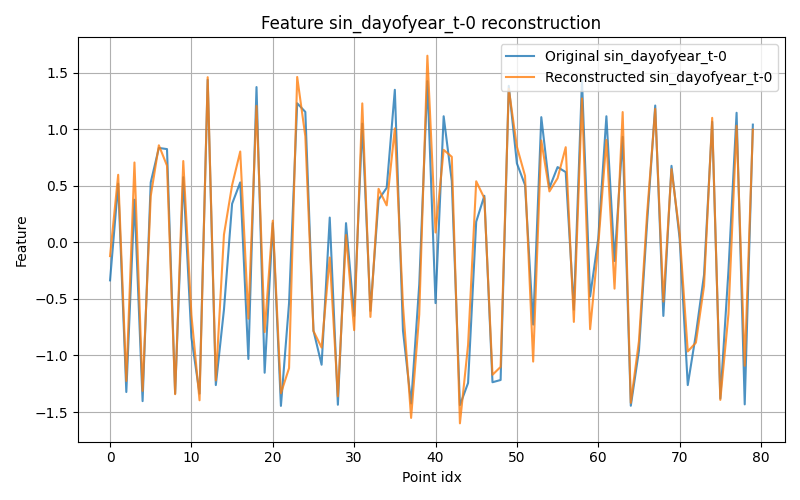 Feature sin_dayofyear_t-0 reconstruction
Original sin_dayofyear_t-0
Reconstructed sin_dayofyear_t-0
Feature
1.5
1.0
0.5
0.0
−0.5
−1.0
−1.5
0 10 20 30 40 50 60 70 80
Point idx